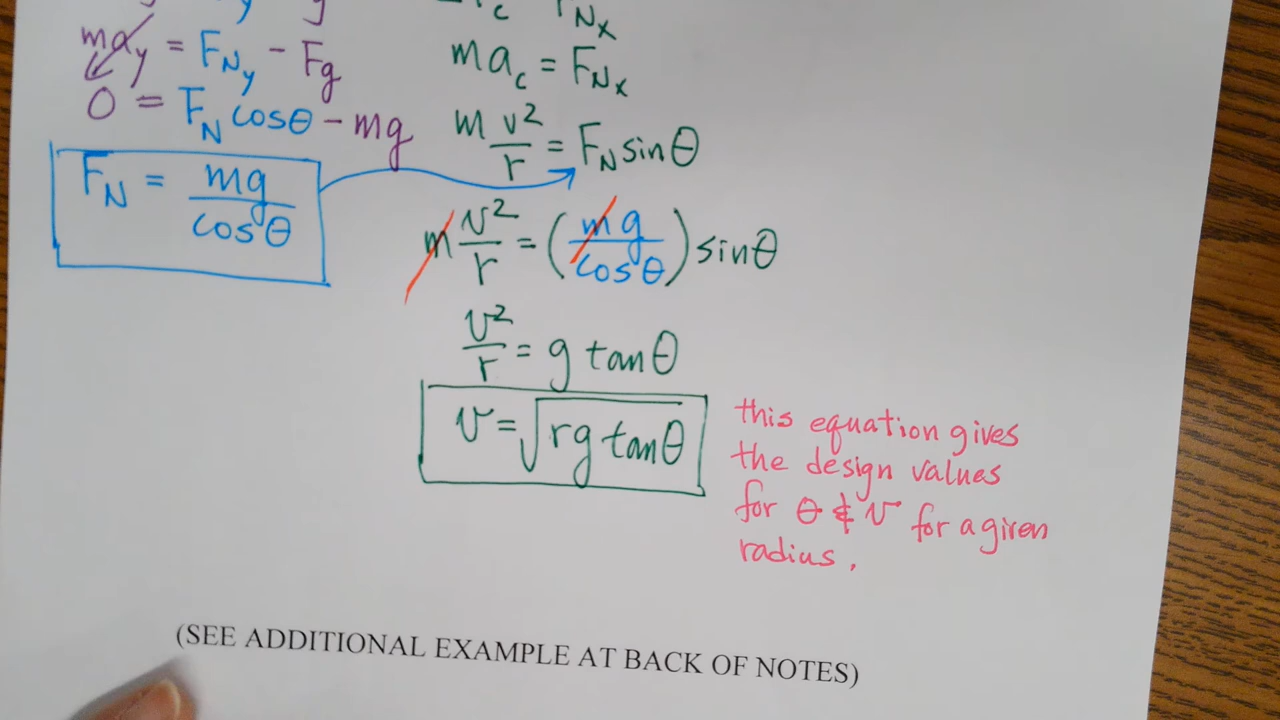 ma_y = F_Ny - F_g
0 = F_N cosθ - mg
F_N = mg/cosθ
ma_c = F_Nx
m v²/r = F_N sinθ
m v²/r = (mg/cosθ) sinθ
v²/r = g tanθ
v = √(rg tanθ)
this equation gives
the design values
for θ & v for a given
radius.
(SEE ADDITIONAL EXAMPLE AT BACK OF NOTES)